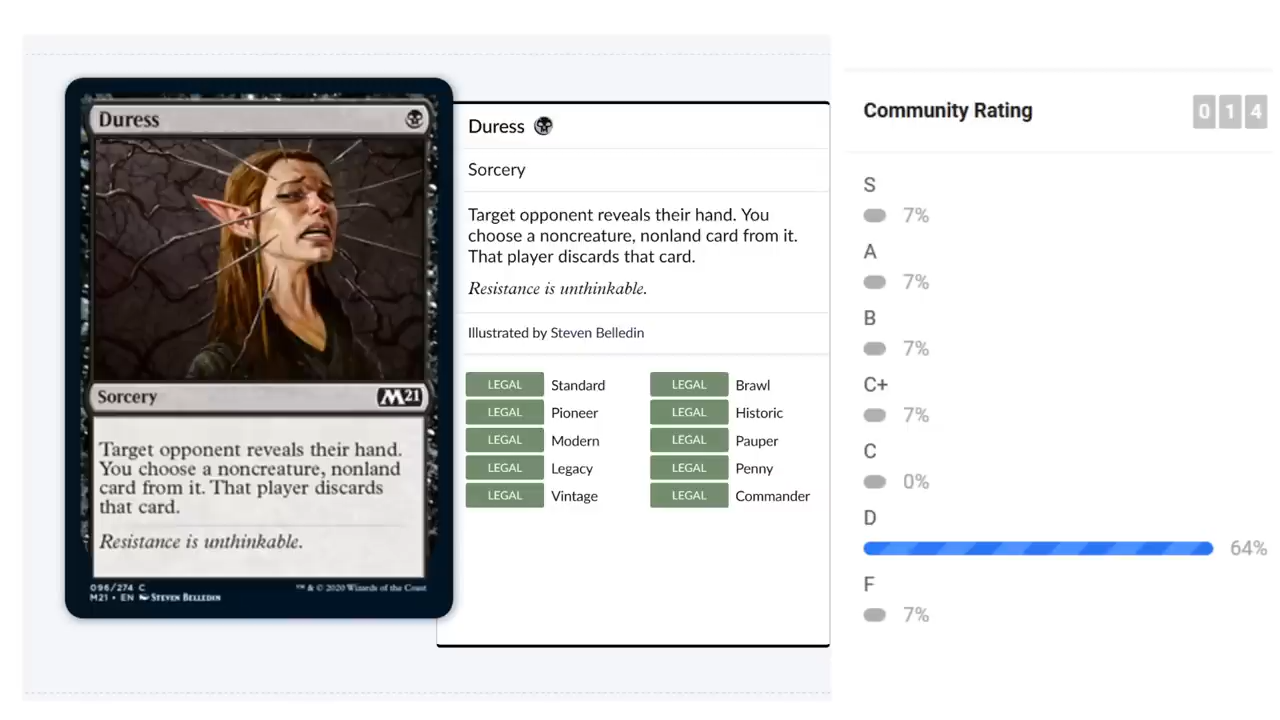 Duress
Sorcery
M21
Target opponent reveals their hand.
You choose a noncreature, nonland
card from it. That player discards
that card.
Resistance is unthinkable.
096/274 C
M21 • EN Steven Belledin
™ & © 2020 Wizards of the Coast
Duress
Sorcery
Target opponent reveals their hand. You
choose a noncreature, nonland card from it.
That player discards that card.
Resistance is unthinkable.
Illustrated by Steven Belledin
LEGAL Standard LEGAL Brawl
LEGAL Pioneer LEGAL Historic
LEGAL Modern LEGAL Pauper
LEGAL Legacy LEGAL Penny
LEGAL Vintage LEGAL Commander
Community Rating 0 1 4
S
7%
A
7%
B
7%
C+
7%
C
0%
D
64%
F
7%